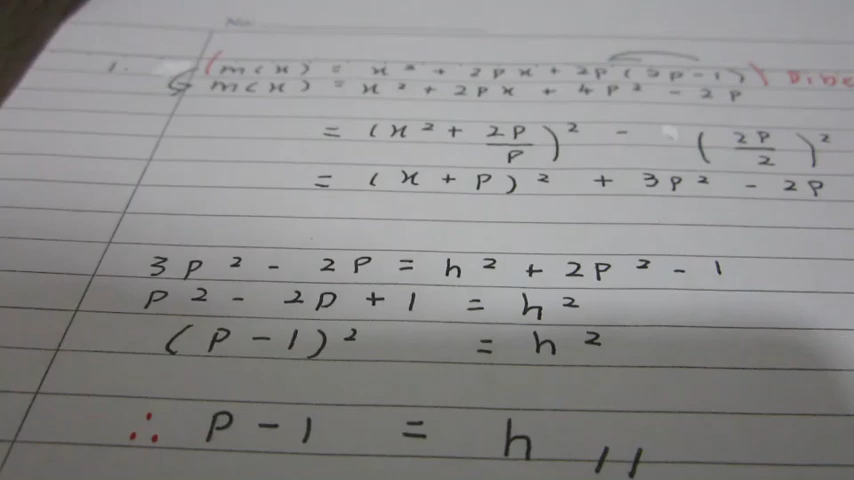 1. (m(x) = x² + 2px + 2p(2p-1)
m(x) = x² + 2px + 4p² - 2p
= (x² + 2p/p)² - (2p/2)²
= (x + p)² + 3p² - 2p
3p² - 2p = h² + 2p² - 1
p² - 2p + 1 = h²
(p - 1)² = h²
∴ p - 1 = h //